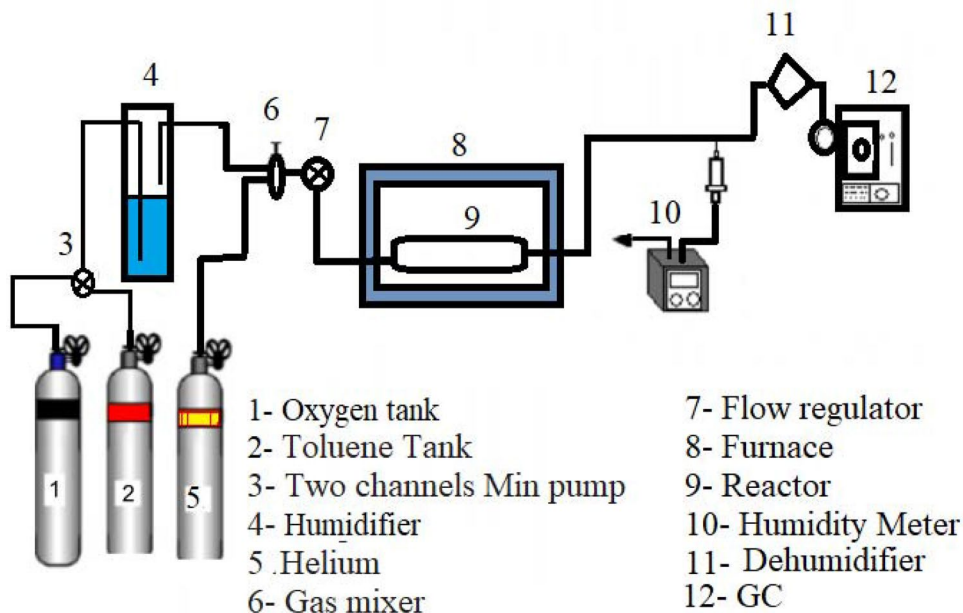 11
4
12
6
7
8
9
10
3
1
2
5
1- Oxygen tank
2- Toluene Tank
3- Two channels Min pump
4- Humidifier
5 .Helium
6- Gas mixer
7- Flow regulator
8- Furnace
9- Reactor
10- Humidity Meter
11- Dehumidifier
12- GC